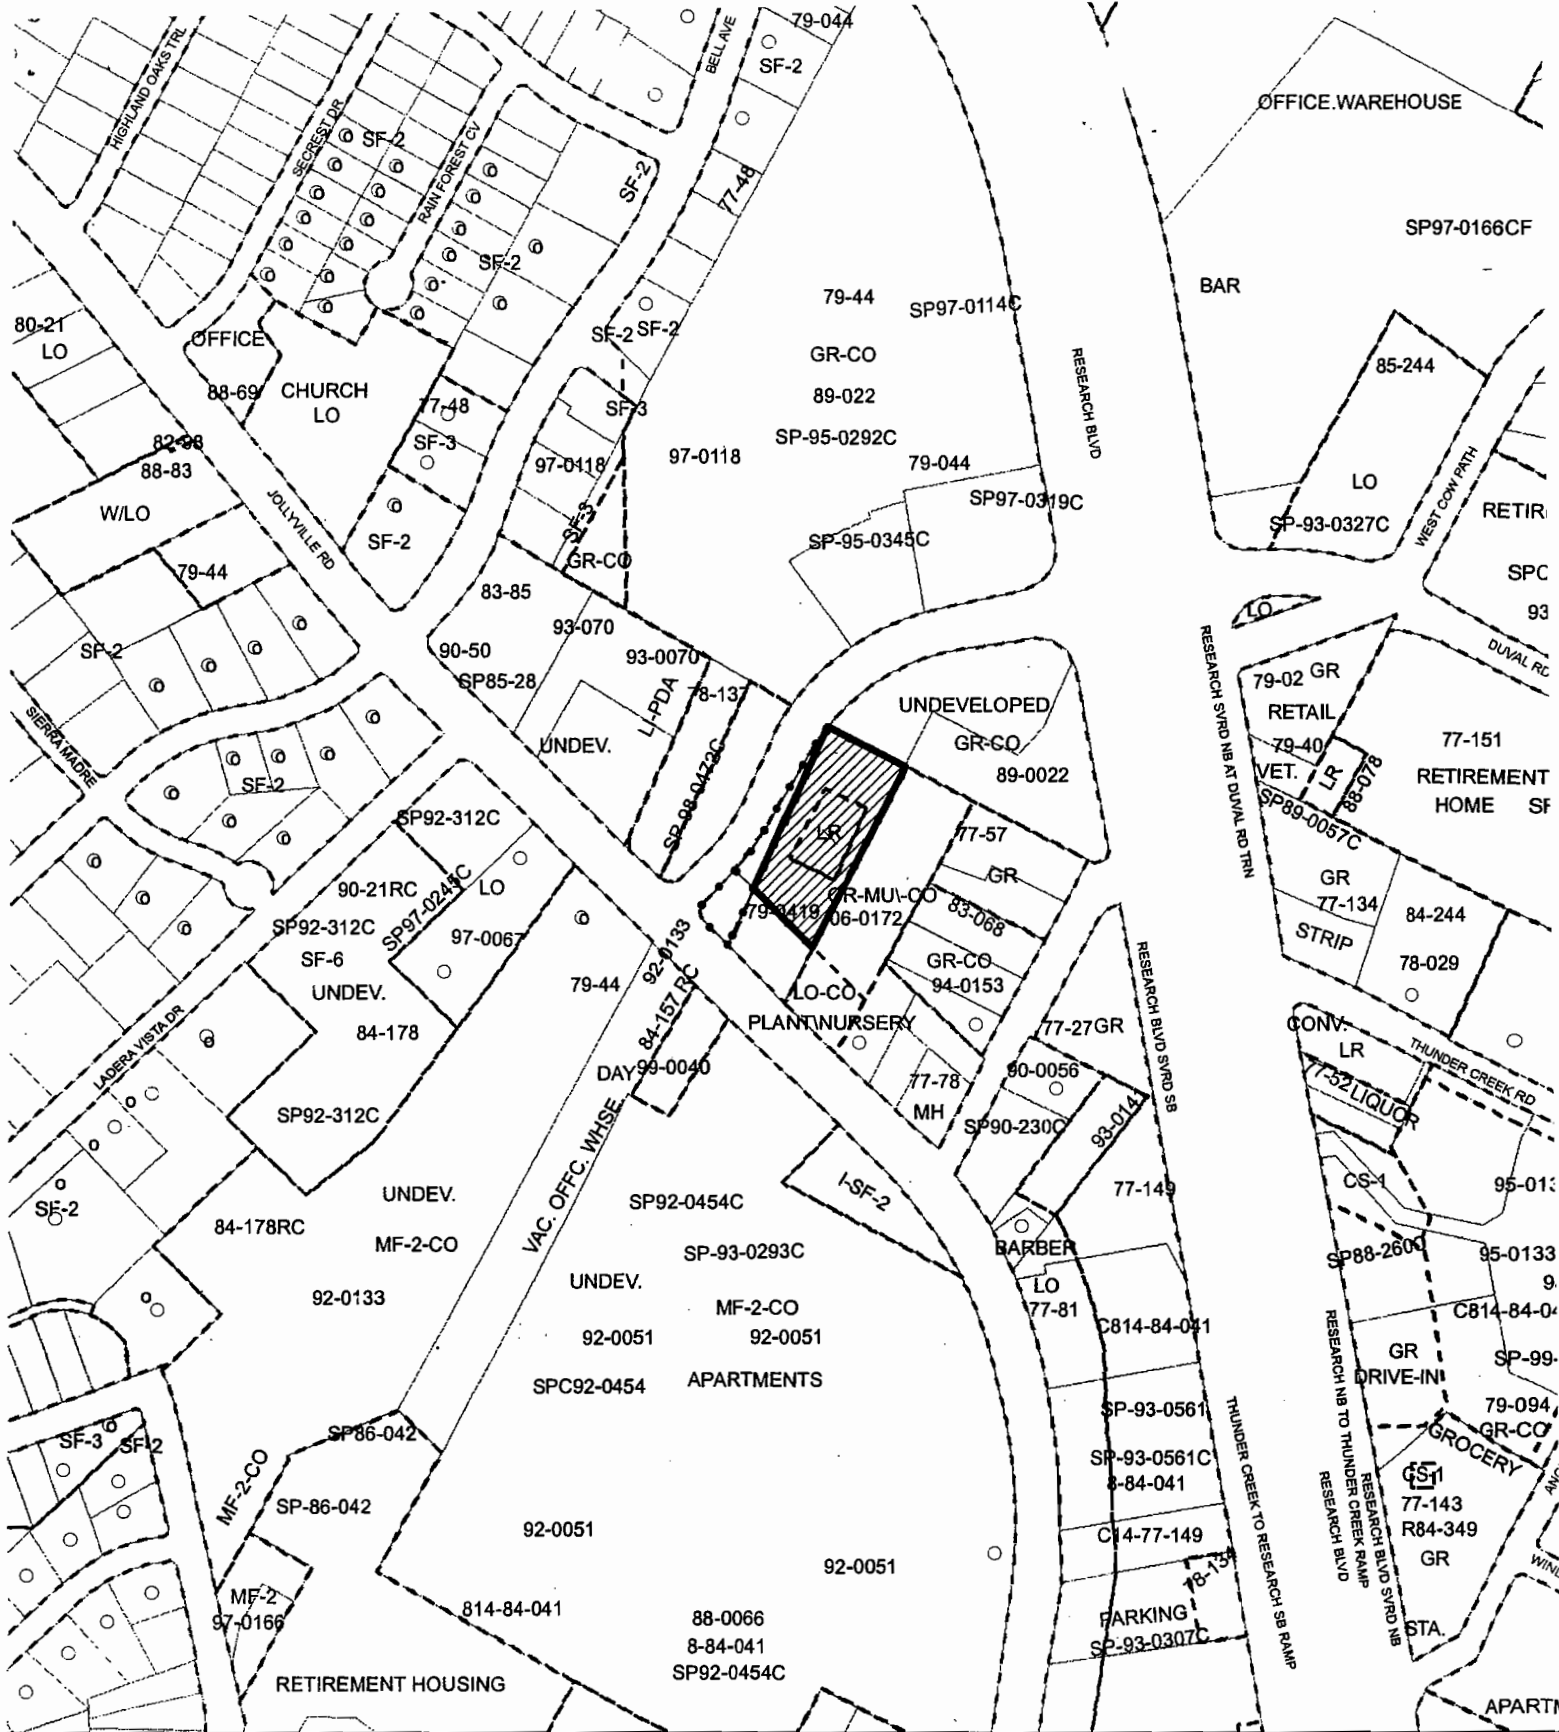 79-044
SF-2
BELL AVE
HIGHLAND OAKS TRL
SECREST DR
SF-2
RAIN FOREST CV
SF-2
77-48
OFFICE.WAREHOUSE
SP97-0166CF
BAR
SF-2
79-44
SP97-0114C
80-21
LO
OFFICE
SF-2
SF-2
GR-CO
RESEARCH BLVD
85-244
88-69
CHURCH
LO
77-48
SF-3
SF-3
89-022
SP-95-0292C
82-98
88-83
97-0118
97-0118
79-044
W/LO
JOLLYVILLE RD
SF-2
SF-3
SP97-0319C
LO
WEST COW PATH
SP-93-0327C
RETIR
SP-95-0345C
GR-CO
79-44
83-85
SPC
93
LO
93-070
SF-2
90-50
93-0070
SP85-28
78-137
LI-PDA
DUVAL RD
RESEARCH SVRD NB AT DUVAL RD TRN
79-02
GR
RETAIL
UNDEVELOPED
SIERRA MADRE
UNDEV.
GR-CO
89-0022
79-40
VET.
LR
88-078
77-151
RETIREMENT
HOME
SF
SF-2
SP-98-0473C
SP89-0057C
SP92-312C
LR
77-57
GR
90-21RC
LO
SP97-0245C
GR-MU\-CO
79-0419
06-0172
83-068
GR
77-134
84-244
SP92-312C
97-0067
92-0133
STRIP
SF-6
79-44
84-157 RC
GR-CO
94-0153
78-029
UNDEV.
LO-CO
RESEARCH BLVD SVRD SB
84-178
PLANT\NURSERY
77-27GR
CONV.
LR
THUNDER CREEK RD
LADERA VISTA DR
DAY
99-0040
77-78
MH
90-0056
77-52
LIQUOR
SP92-312C
SP90-230C
93-014
VAC. OFFC. WHSE
UNDEV.
SP92-0454C
I-SF-2
77-149
CS-1
95-013
SF-2
84-178RC
MF-2-CO
SP-93-0293C
BARBER
SP88-260C
95-0133
UNDEV.
LO
77-81
9
92-0133
MF-2-CO
92-0051
92-0051
C814-84-041
C814-84-04
GR
DRIVE-IN
SP-99-
SPC92-0454
APARTMENTS
SP-93-0561
79-094
GR-CO
SP86-042
SF-3
SF-2
GROCERY
MF-2-CO
SP-93-0561C
8-84-041
CS-1
77-143
SP-86-042
92-0051
C14-77-149
R84-349
GR
THUNDER CREEK TO RESEARCH SB RAMP
RESEARCH NB TO THUNDER CREEK RAMP
RESEARCH BLVD
RESEARCH BLVD SVRD NB
92-0051
MF-2
97-0166
814-84-041
88-0066
8-84-041
SP92-0454C
PARKING
SP-93-0307C
STA.
RETIREMENT HOUSING
APARTM